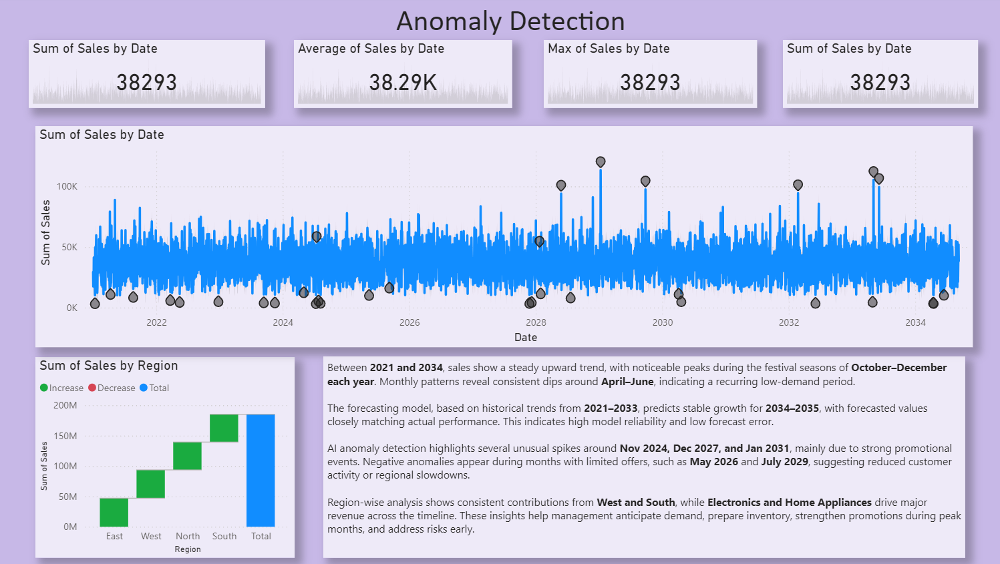 Anomaly Detection
Sum of Sales by Date
38293
Average of Sales by Date
38.29K
Max of Sales by Date
38293
Sum of Sales by Date
38293
Sum of Sales by Date
Sum of Sales
100K
50K
0K
2022 2024 2026 2028 2030 2032 2034
Date
Sum of Sales by Region
Increase Decrease Total
Sum of Sales
200M
150M
100M
50M
0M
East West North South Total
Region
Between 2021 and 2034, sales show a steady upward trend, with noticeable peaks during the festival seasons of October–December
each year. Monthly patterns reveal consistent dips around April–June, indicating a recurring low-demand period.
The forecasting model, based on historical trends from 2021–2033, predicts stable growth for 2034–2035, with forecasted values
closely matching actual performance. This indicates high model reliability and low forecast error.
AI anomaly detection highlights several unusual spikes around Nov 2024, Dec 2027, and Jan 2031, mainly due to strong promotional
events. Negative anomalies appear during months with limited offers, such as May 2026 and July 2029, suggesting reduced customer
activity or regional slowdowns.
Region-wise analysis shows consistent contributions from West and South, while Electronics and Home Appliances drive major
revenue across the timeline. These insights help management anticipate demand, prepare inventory, strengthen promotions during peak
months, and address risks early.